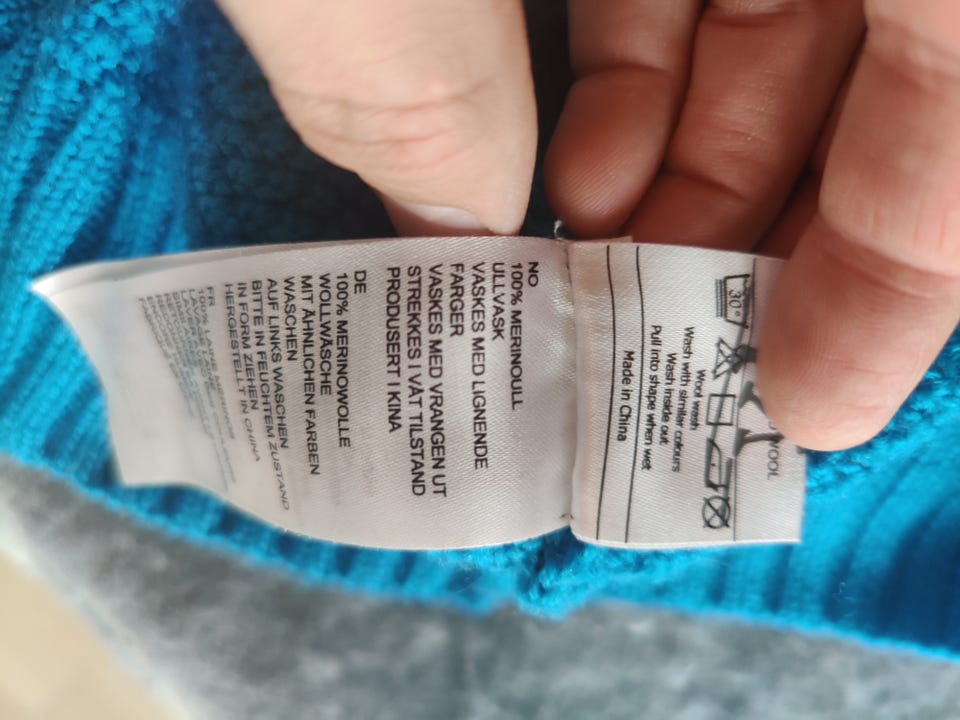 WOOL
30°
Wool wash
Wash with similar colours
Wash inside out
Pull into shape when wet
Made in China
NO
100% MERINOULL
ULLVASK
VASKES MED LIGNENDE
FARGER
VASKES MED VRANGEN UT
STREKKES I VÅT TILSTAND
PRODUSERT I KINA
DE
100% MERINOWOLLE
WOLLWÄSCHE
MIT ÄHNLICHEN FARBEN
WASCHEN
AUF LINKS WASCHEN
BITTE IN FEUCHTEM ZUSTAND
IN FORM ZIEHEN
HERGESTELLT IN CHINA
FR
100% LAINE MERINOS